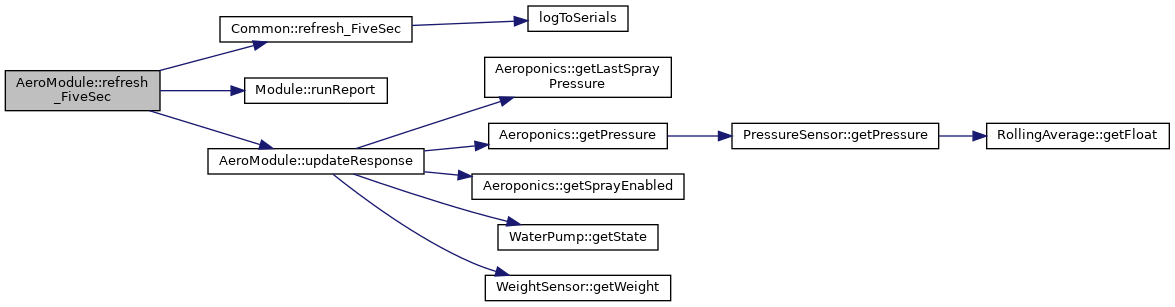 AeroModule::refresh
_FiveSec
Common::refresh_FiveSec
logToSerials
Module::runReport
AeroModule::updateResponse
Aeroponics::getLastSpray
Pressure
Aeroponics::getPressure
PressureSensor::getPressure
RollingAverage::getFloat
Aeroponics::getSprayEnabled
WaterPump::getState
WeightSensor::getWeight